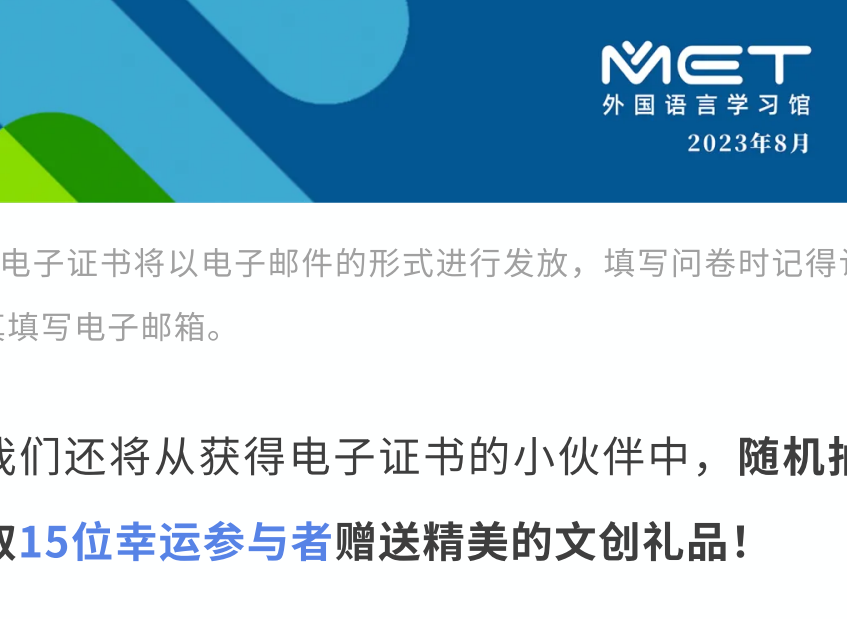 MET
外国语言学习馆
2023年8月
电子证书将以电子邮件的形式进行发放，填写问卷时记得
填写电子邮箱。
我们还将从获得电子证书的小伙伴中，随机抽
取15位幸运参与者赠送精美的文创礼品！